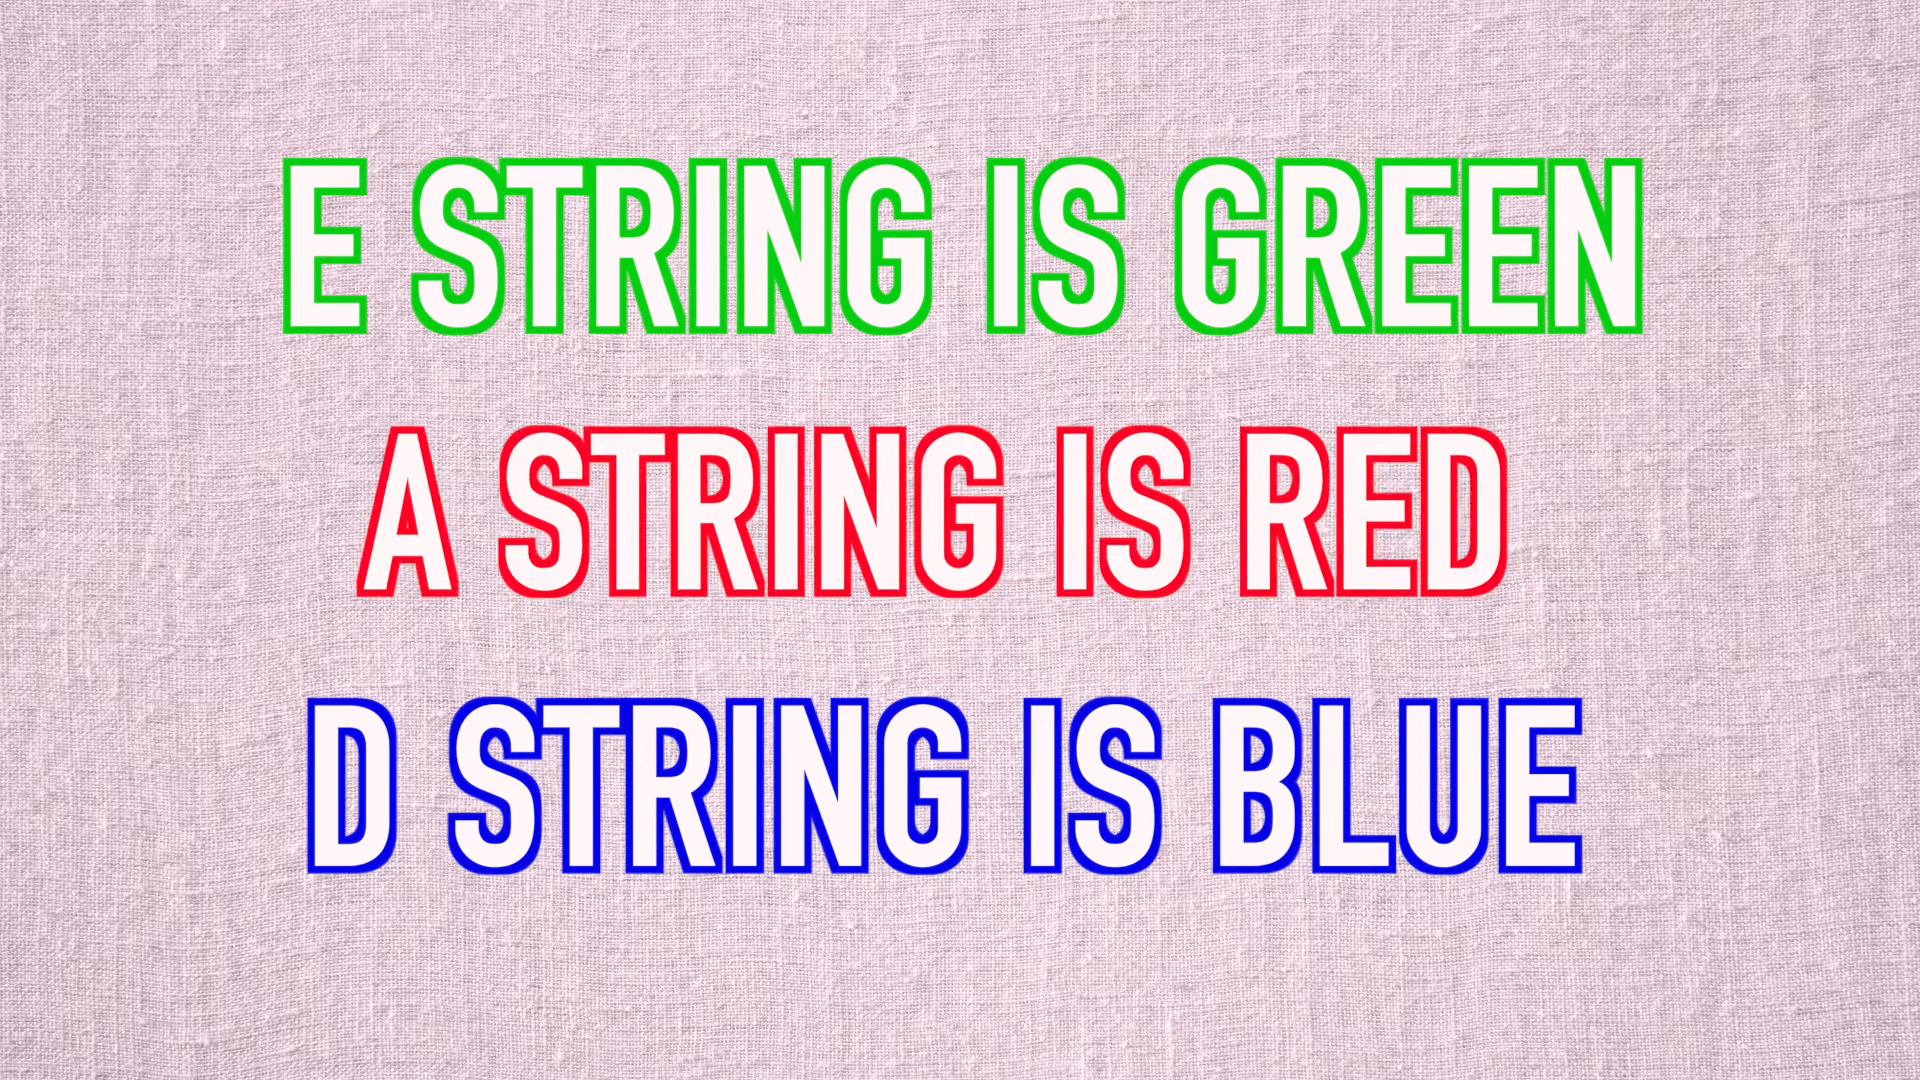 E STRING IS GREEN
A STRING IS RED
D STRING IS BLUE